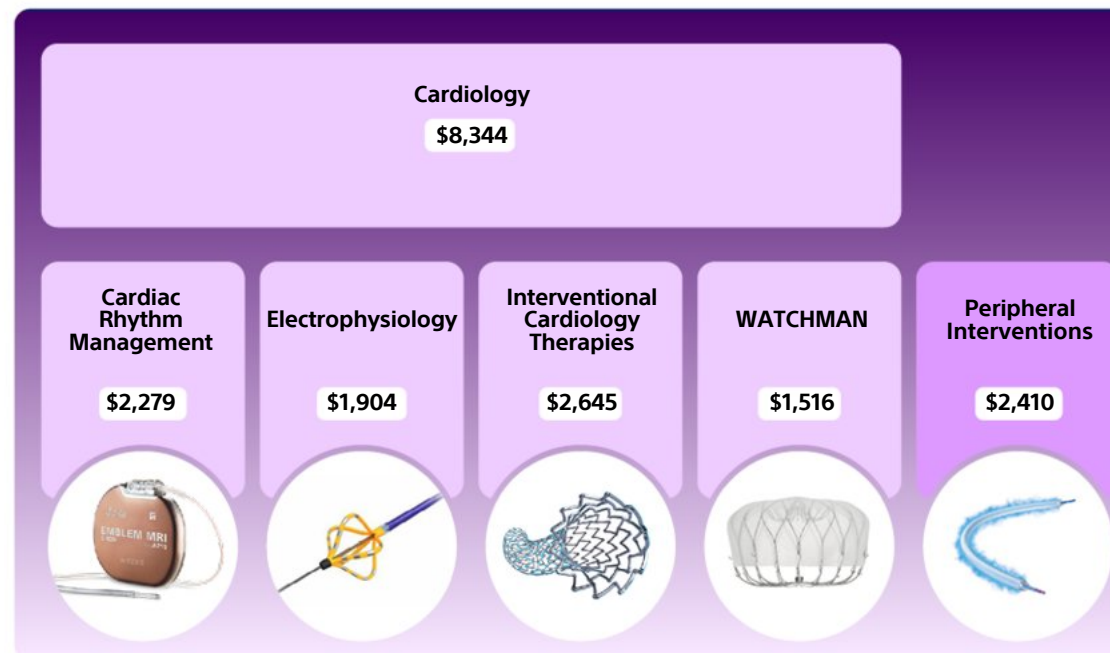 Cardiology
$8,344
Cardiac
Rhythm
Management
$2,279
Electrophysiology
$1,904
Interventional
Cardiology
Therapies
$2,645
WATCHMAN
$1,516
Peripheral
Interventions
$2,410
EMBLEM MRI